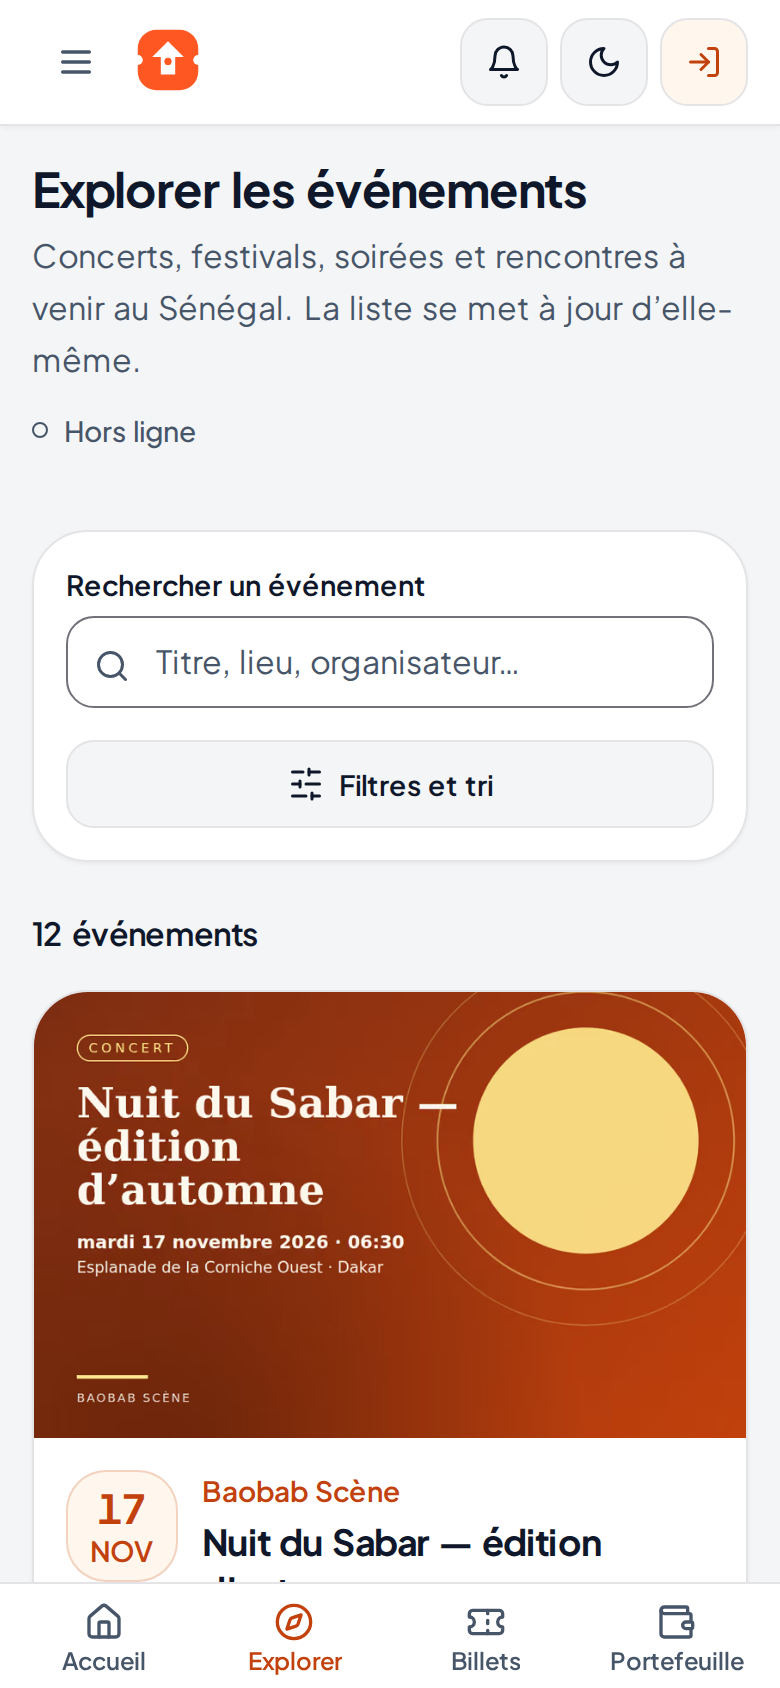 Explorer les événements
Concerts, festivals, soirées et rencontres à
venir au Sénégal. La liste se met à jour d’elle-
même.
Hors ligne
Rechercher un événement
Titre, lieu, organisateur…
Filtres et tri
12 événements
CONCERT
Nuit du Sabar —
édition
d’automne
mardi 17 novembre 2026 · 06:30
Esplanade de la Corniche Ouest · Dakar
BAOBAB SCÈNE
17
NOV
Baobab Scène
Nuit du Sabar — édition
Accueil
Explorer
Billets
Portefeuille